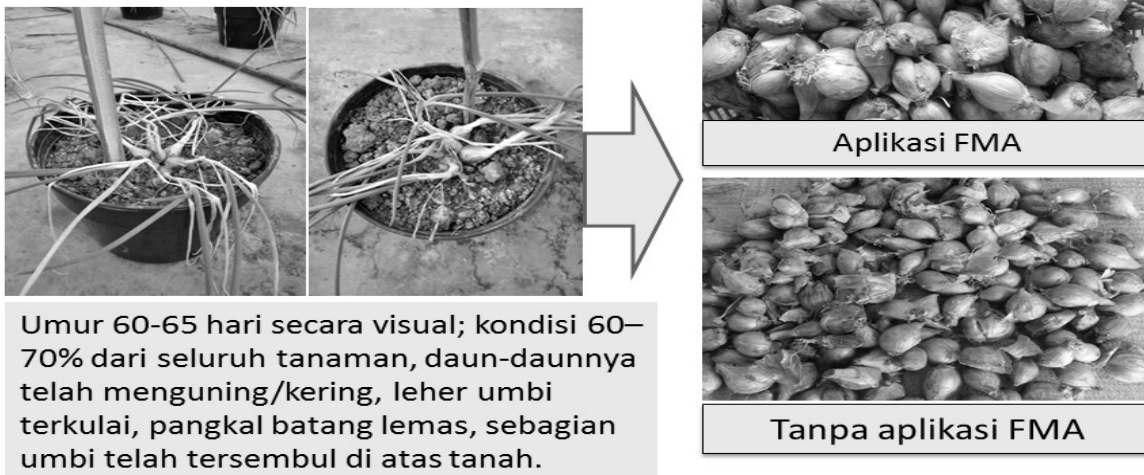 Umur 60-65 hari secara visual; kondisi 60–
70% dari seluruh tanaman, daun-daunnya
telah menguning/kering, leher umbi
terkulai, pangkal batang lemas, sebagian
umbi telah tersembul di atas tanah.
Aplikasi FMA
Tanpa aplikasi FMA